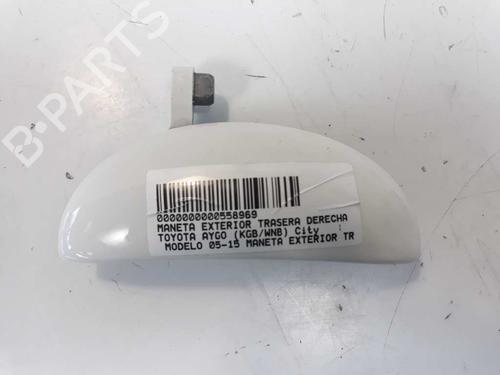 B-Parts
0000000000558969
MANETA EXTERIOR TRASERA DERECHA
TOYOTA AYGO (KGB/WNB) City :
MODELO 05-15 MANETA EXTERIOR TR